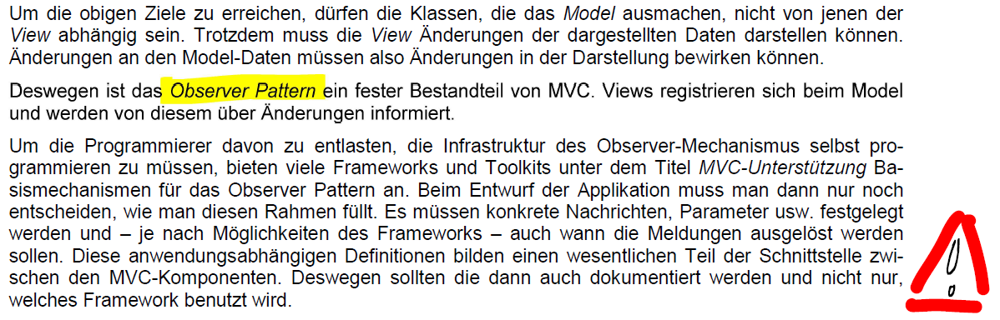 Um die obigen Ziele zu erreichen, dürfen die Klassen, die das Model ausmachen, nicht von jenen der
View abhängig sein. Trotzdem muss die View Änderungen der dargestellten Daten darstellen können.
Änderungen an den Model-Daten müssen also Änderungen in der Darstellung bewirken können.
Deswegen ist das Observer Pattern ein fester Bestandteil von MVC. Views registrieren sich beim Model
und werden von diesem über Änderungen informiert.
Um die Programmierer davon zu entlasten, die Infrastruktur des Observer-Mechanismus selbst pro-
grammieren zu müssen, bieten viele Frameworks und Toolkits unter dem Titel MVC-Unterstützung Ba-
sismechanismen für das Observer Pattern an. Beim Entwurf der Applikation muss man dann nur noch
entscheiden, wie man diesen Rahmen füllt. Es müssen konkrete Nachrichten, Parameter usw. festgelegt
werden und – je nach Möglichkeiten des Frameworks – auch wann die Meldungen ausgelöst werden
sollen. Diese anwendungsabhängigen Definitionen bilden einen wesentlichen Teil der Schnittstelle zwi-
schen den MVC-Komponenten. Deswegen sollten die dann auch dokumentiert werden und nicht nur,
welches Framework benutzt wird.
!